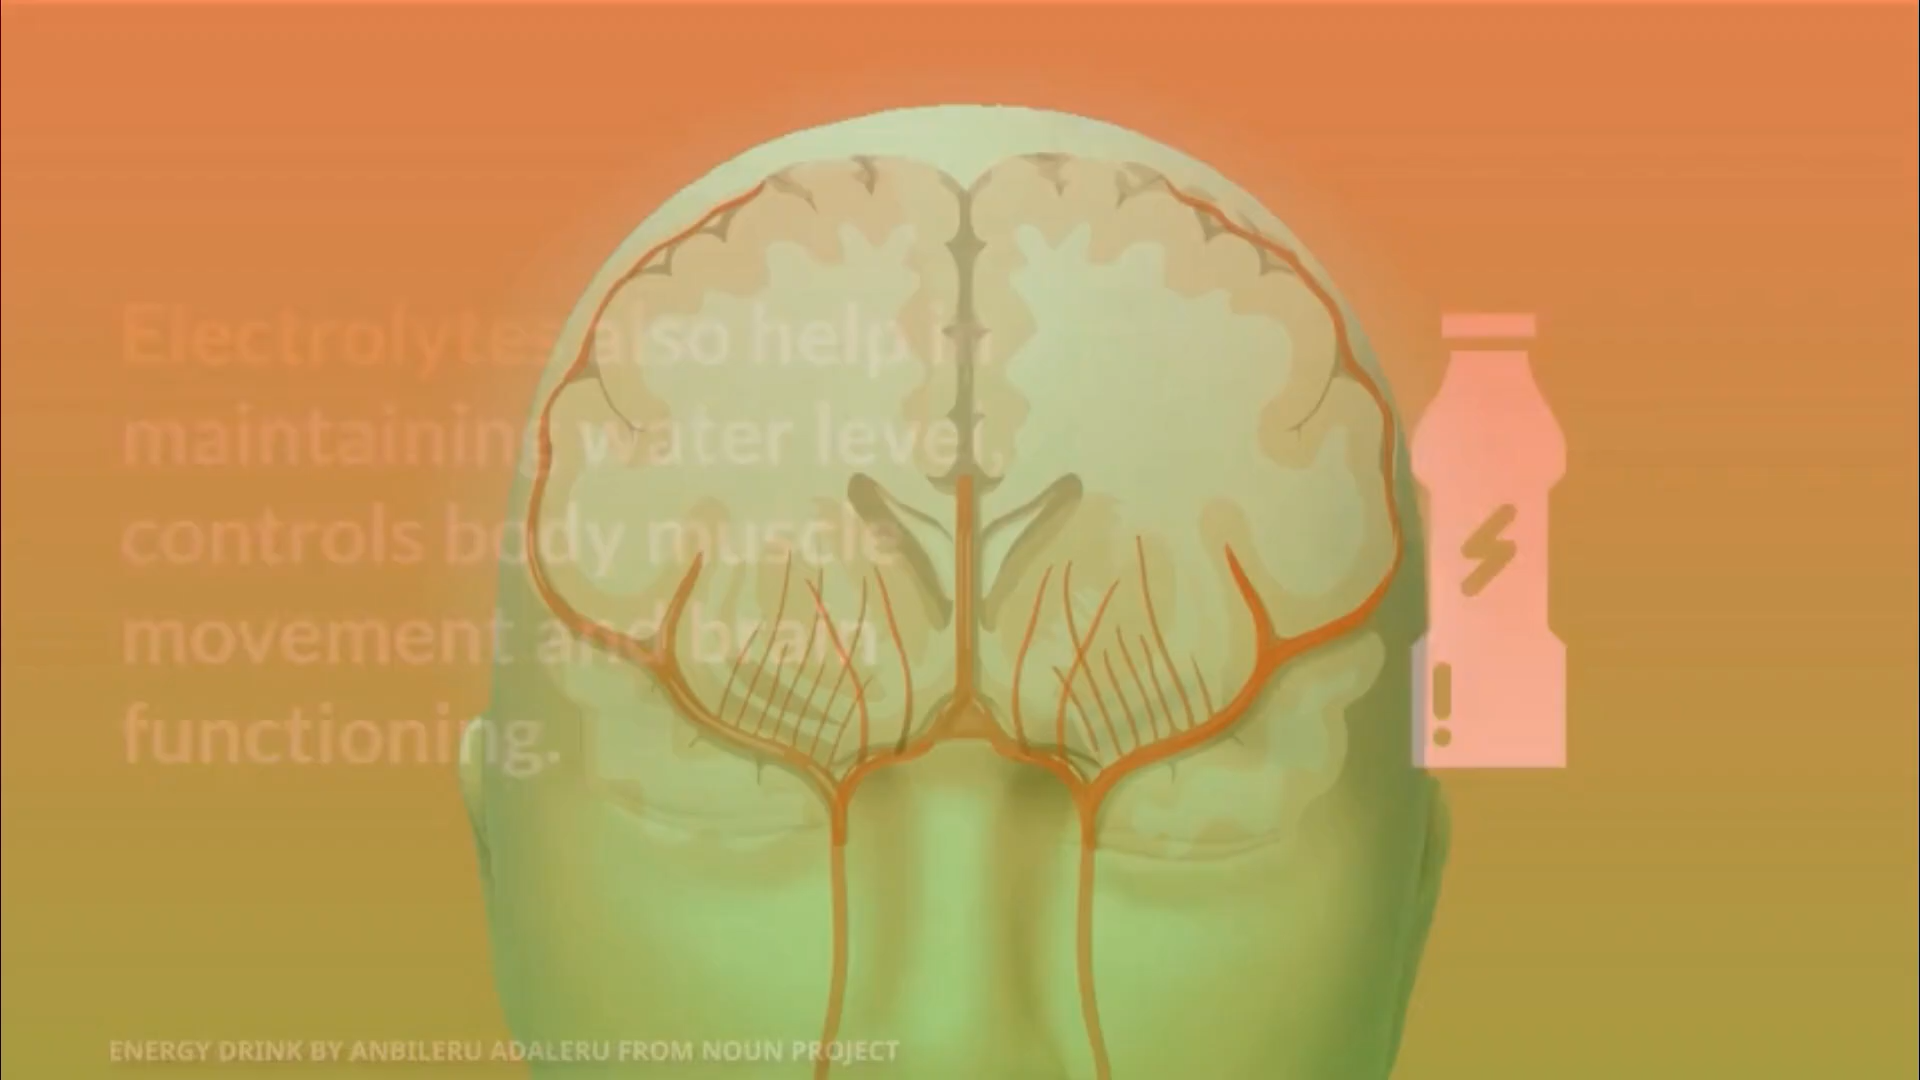 Electrolytes also help in
maintaining water level,
controls body muscle
movement and brain
functioning.
ENERGY DRINK BY ANBILERU ADALERU FROM NOUN PROJECT